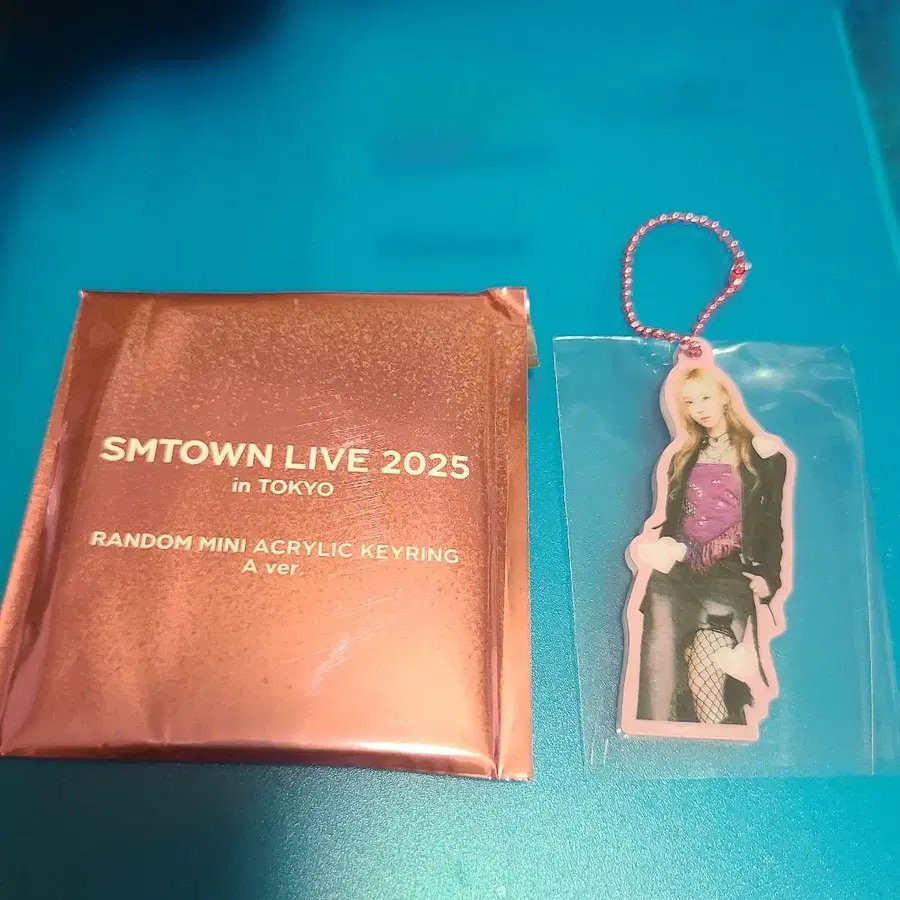 SMTOWN LIVE 2025
in TOKYO
RANDOM MINI ACRYLIC KEYRING
A ver.